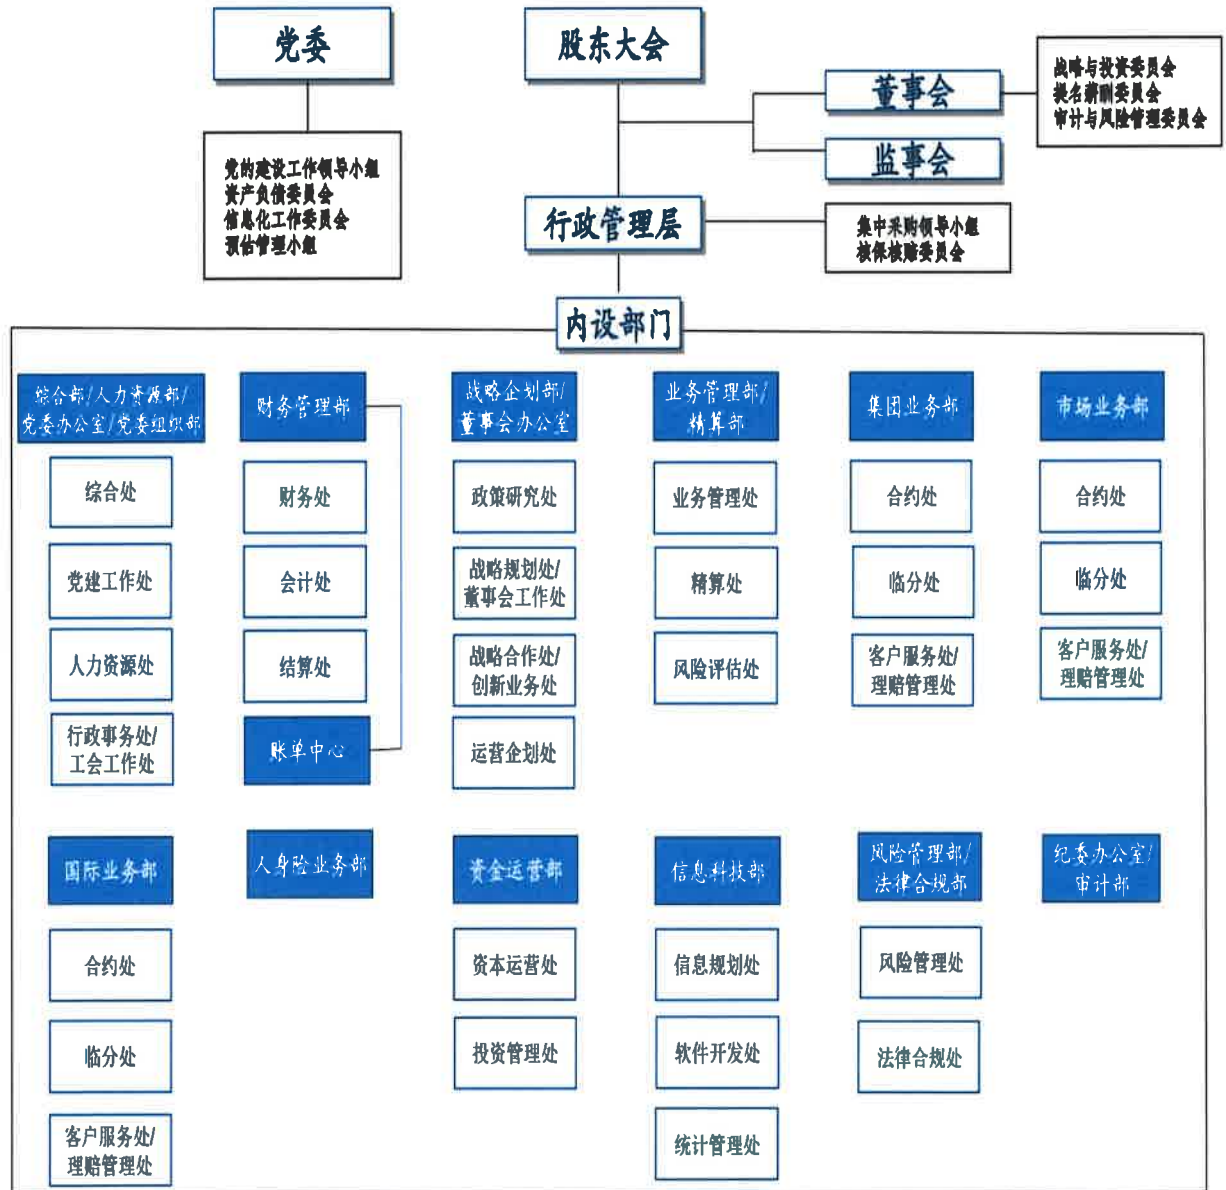 党委
股东大会
董事会
战略与投资委员会
提名薪酬委员会
审计与风险管理委员会
监事会
党的建设工作领导小组
资产负债委员会
信息化工作委员会
预估管理小组
行政管理层
集中采购领导小组
核保核赔委员会
内设部门
综合部/人力资源部/
党委办公室/党委组织部
财务管理部
战略企划部/
董事会办公室
业务管理部/
精算部
集团业务部
市场业务部
综合处
财务处
政策研究处
业务管理处
合约处
合约处
党建工作处
会计处
战略规划处/
董事会工作处
精算处
临分处
临分处
人力资源处
结算处
战略合作处/
创新业务处
风险评估处
客户服务处/
理赔管理处
客户服务处/
理赔管理处
行政事务处/
工会工作处
账单中心
运营企划处
国际业务部
人身险业务部
资金运营部
信息科技部
风险管理部/
法律合规部
纪委办公室/
审计部
合约处
资本运营处
信息规划处
风险管理处
临分处
投资管理处
软件开发处
法律合规处
客户服务处/
理赔管理处
统计管理处